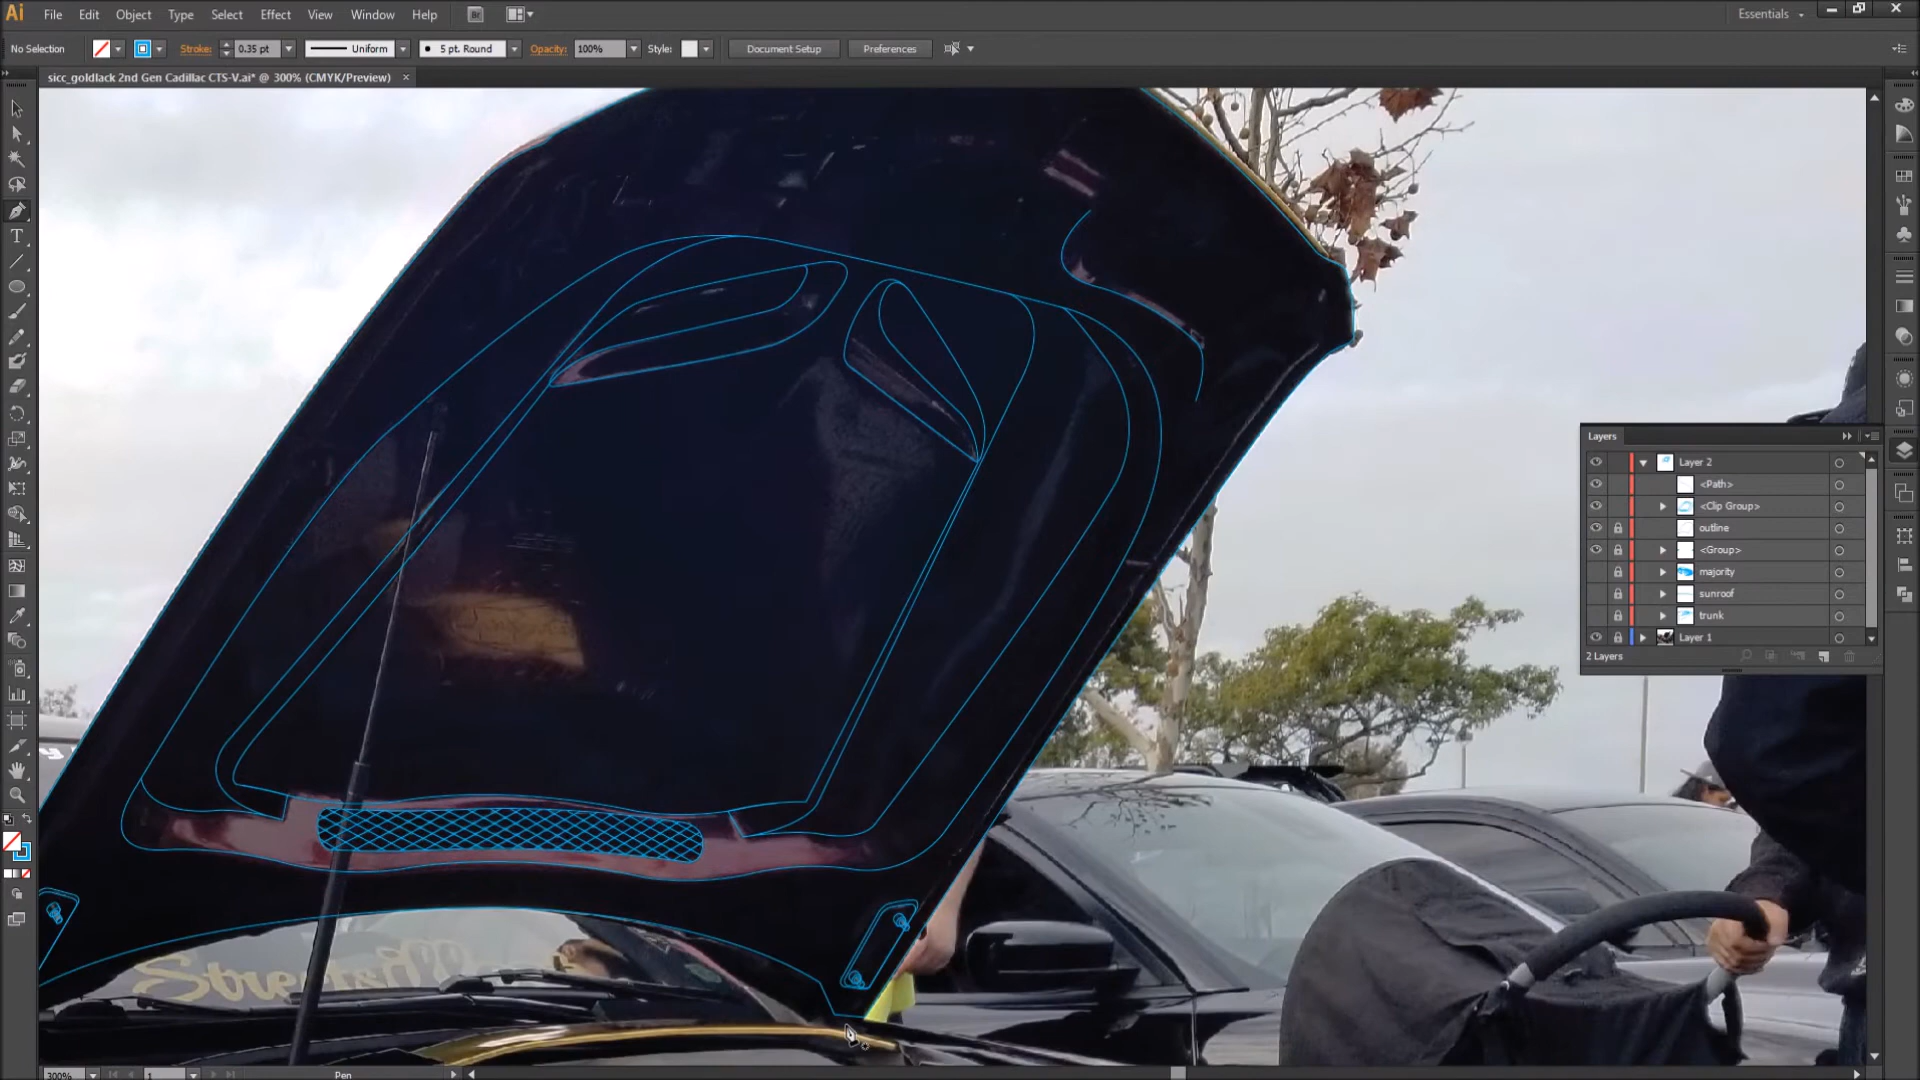 Ai File Edit Object Type Select Effect View Window Help Br Essentials
No Selection Stroke: 0.35 pt Uniform 5 pt. Round Opacity: 100% Style: Document Setup Preferences
sicc_goldlack 2nd Gen Cadillac CTS-V.ai* @ 300% (CMYK/Preview) ×
Layers
Layer 2
<Path>
<Clip Group>
outline
<Group>
majority
sunroof
trunk
Layer 1
2 Layers
300% 1 Pen